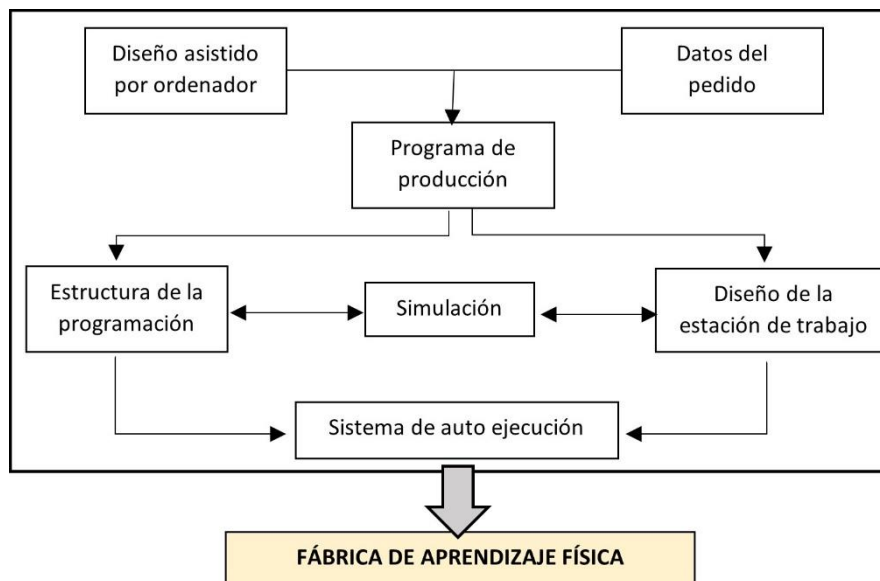 Diseño asistido
por ordenador
Datos del
pedido
Programa de
producción
Estructura de la
programación
Simulación
Diseño de la
estación de trabajo
Sistema de auto ejecución
FÁBRICA DE APRENDIZAJE FÍSICA